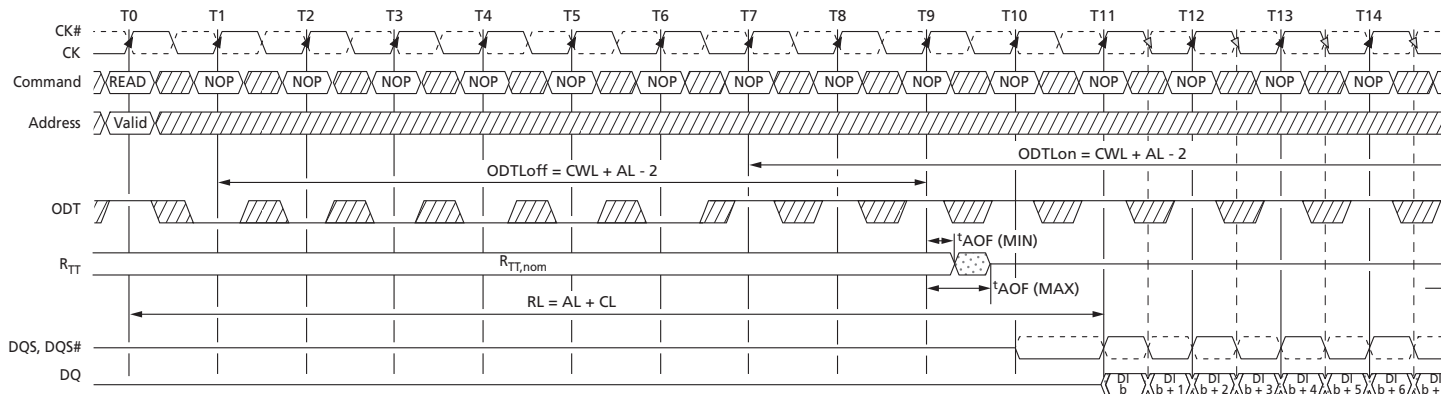 T0 T1 T2 T3 T4 T5 T6 T7 T8 T9 T10 T11 T12 T13 T14
CK#
CK
Command READ NOP NOP NOP NOP NOP NOP NOP NOP NOP NOP NOP NOP NOP NOP
Address Valid
ODTLon = CWL + AL - 2
ODTLoff = CWL + AL - 2
ODT
tAOF (MIN)
RTT RTT,nom
tAOF (MAX)
RL = AL + CL
DQS, DQS#
DQ
DI b DI b + 1 DI b + 2 DI b + 3 DI b + 4 DI b + 5 DI b + 6 DI b +